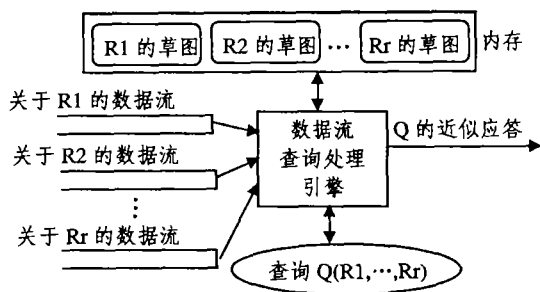 R1 的草图 R2 的草图 … Rr 的草图 内存
关于 R1 的数据流
关于 R2 的数据流
⋮
关于 Rr 的数据流
数据流
查询处理
引擎
Q 的近似应答
查询 Q(R1,…,Rr)